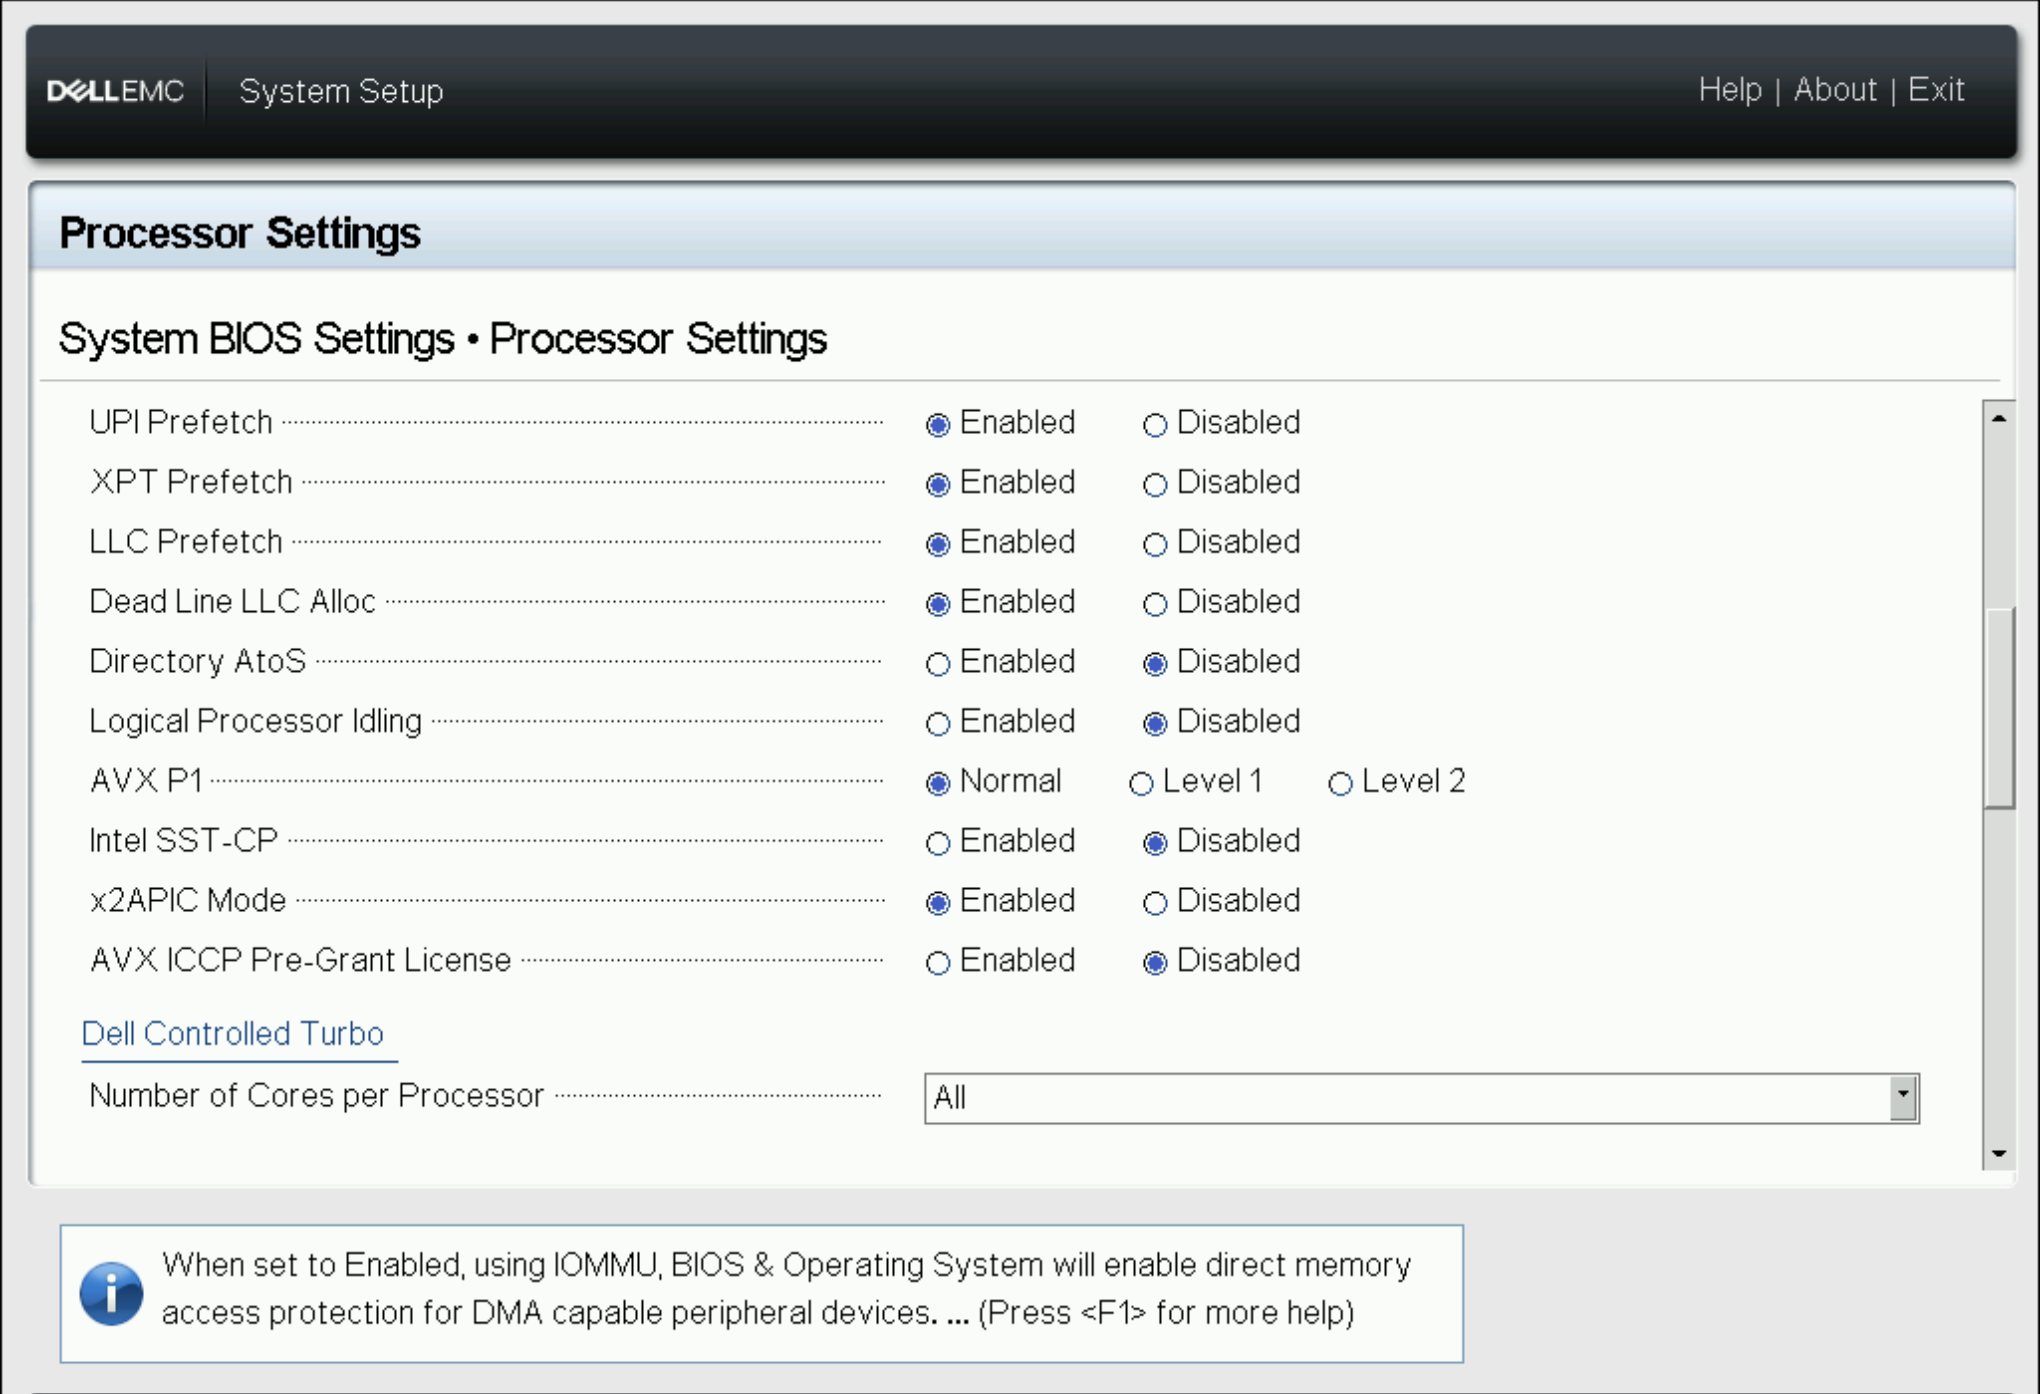 DELLEMC System Setup Help | About | Exit
Processor Settings
System BIOS Settings • Processor Settings
UPI Prefetch Enabled Disabled
XPT Prefetch Enabled Disabled
LLC Prefetch Enabled Disabled
Dead Line LLC Alloc Enabled Disabled
Directory AtoS Enabled Disabled
Logical Processor Idling Enabled Disabled
AVX P1 Normal Level 1 Level 2
Intel SST-CP Enabled Disabled
x2APIC Mode Enabled Disabled
AVX ICCP Pre-Grant License Enabled Disabled
Dell Controlled Turbo
Number of Cores per Processor All
When set to Enabled, using IOMMU, BIOS & Operating System will enable direct memory
access protection for DMA capable peripheral devices. ... (Press <F1> for more help)